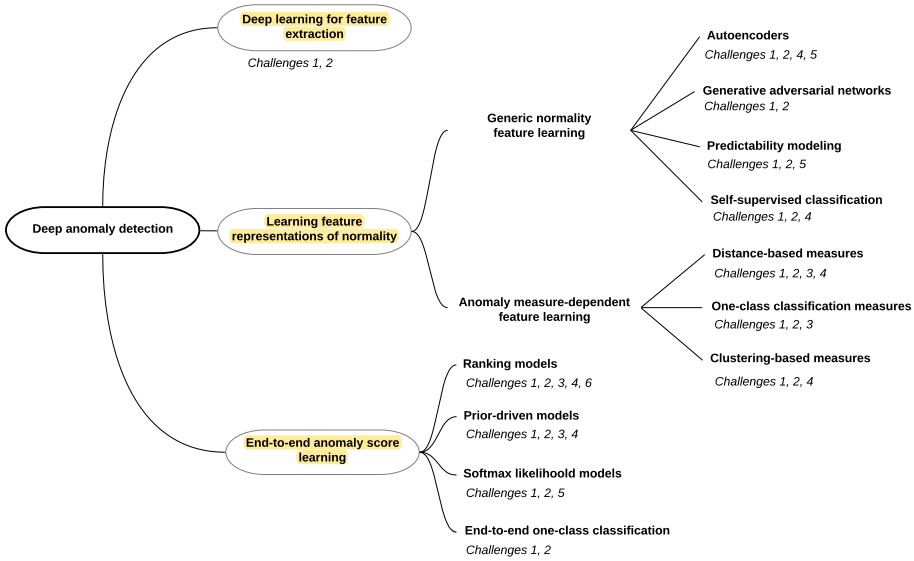 Deep anomaly detection
Deep learning for feature
extraction
Challenges 1, 2
Learning feature
representations of normality
Generic normality
feature learning
Autoencoders
Challenges 1, 2, 4, 5
Generative adversarial networks
Challenges 1, 2
Predictability modeling
Challenges 1, 2, 5
Self-supervised classification
Challenges 1, 2, 4
Anomaly measure-dependent
feature learning
Distance-based measures
Challenges 1, 2, 3, 4
One-class classification measures
Challenges 1, 2, 3
Clustering-based measures
Challenges 1, 2, 4
End-to-end anomaly score
learning
Ranking models
Challenges 1, 2, 3, 4, 6
Prior-driven models
Challenges 1, 2, 3, 4
Softmax likelihoold models
Challenges 1, 2, 5
End-to-end one-class classification
Challenges 1, 2